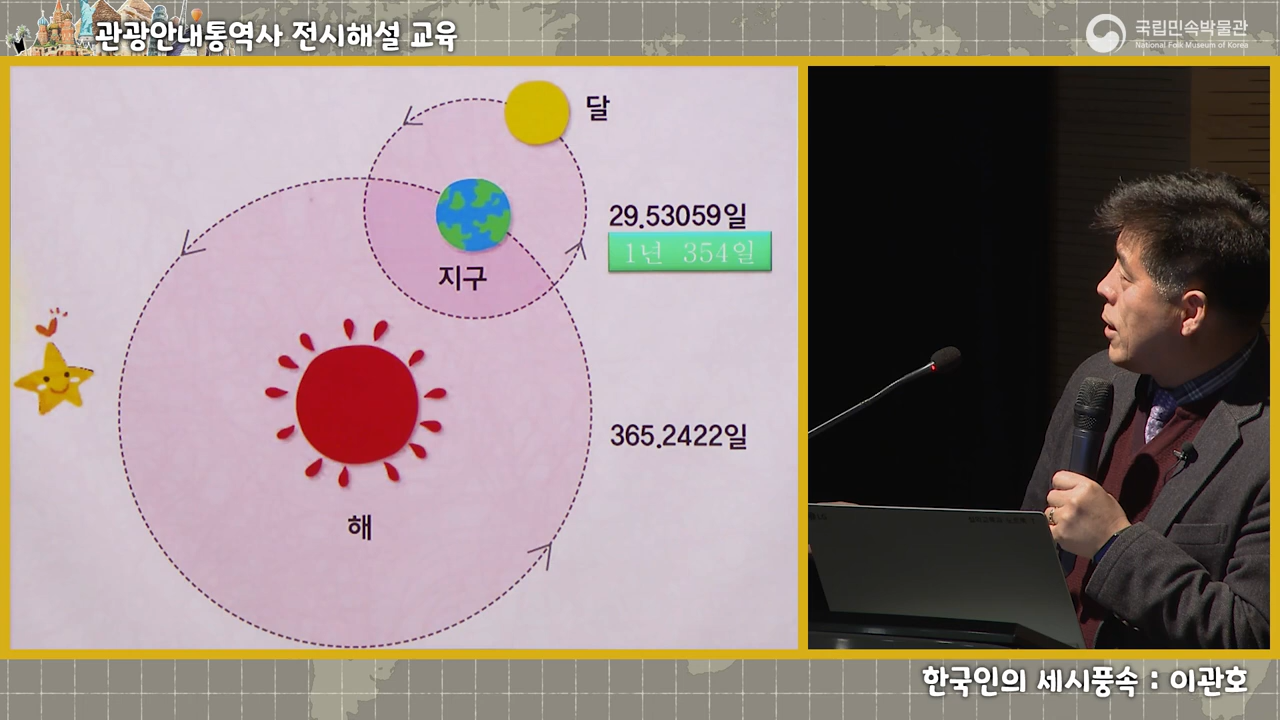 관광안내통역사 전시해설 교육
국립민속박물관
National Folk Museum of Korea
달
29.53059일
1년 354일
지구
365.2422일
해
한국인의 세시풍속 : 이관호